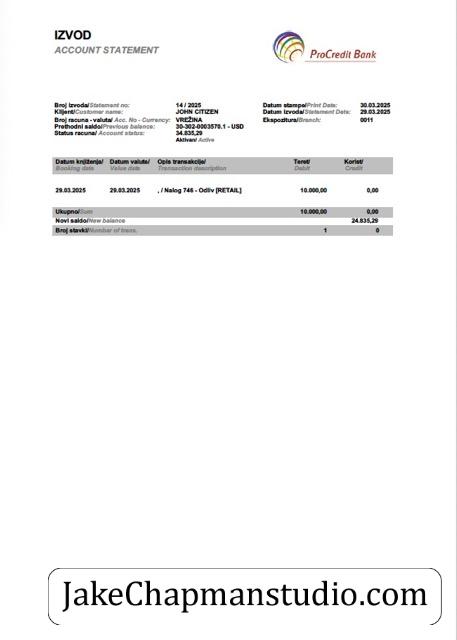 IZVOD
ACCOUNT STATEMENT
ProCredit Bank
Broj izvoda/Statement no: 14 / 2025 Datum stampe/Print Date: 30.03.2025
Klijent/Customer name: JOHN CITIZEN Datum izvoda/Statement Date: 29.03.2025
Broj racuna - valuta/ Acc. No - Currency: VREŽINA Ekspozitura/Branch: 0011
Prethodni saldo/Previous balance: 30-302-0003570.1 - USD
Status racuna/ Account status: 34.835,29
Aktivan/ Active
Datum knjiženja/ Datum valute/ Opis transakcije/ Teret/ Korist/
Booking date Value date Transaction description Debit Credit
29.03.2025 29.03.2025 , / Nalog 746 - Odliv [RETAIL] 10.000,00 0,00
Ukupno/Sum 10.000,00 0,00
Novi saldo/New balance 24.835,29
Broj stavki/Number of trans. 1 0
JakeChapmanstudio.com